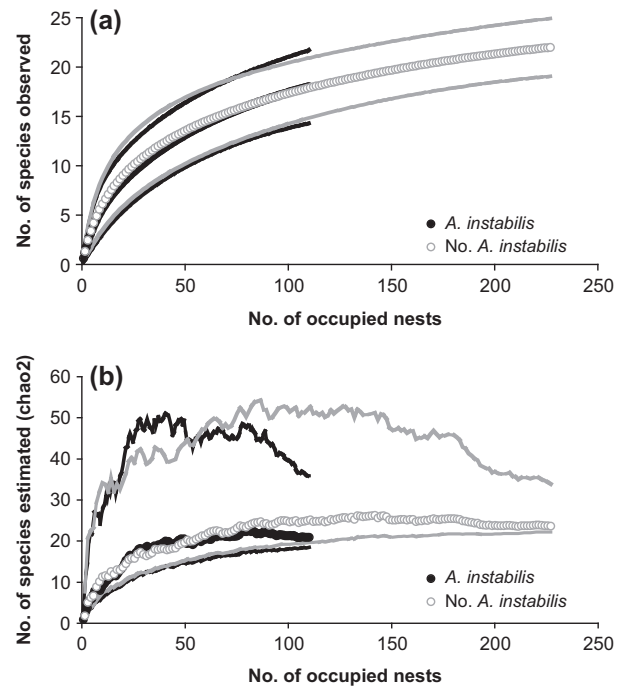 (a)
No. of species observed
25
20
15
10
5
0
0 50 100 150 200 250
No. of occupied nests
A. instabilis
No. A. instabilis
(b)
No. of species estimated (chao2)
60
50
40
30
20
10
0
0 50 100 150 200 250
No. of occupied nests
A. instabilis
No. A. instabilis